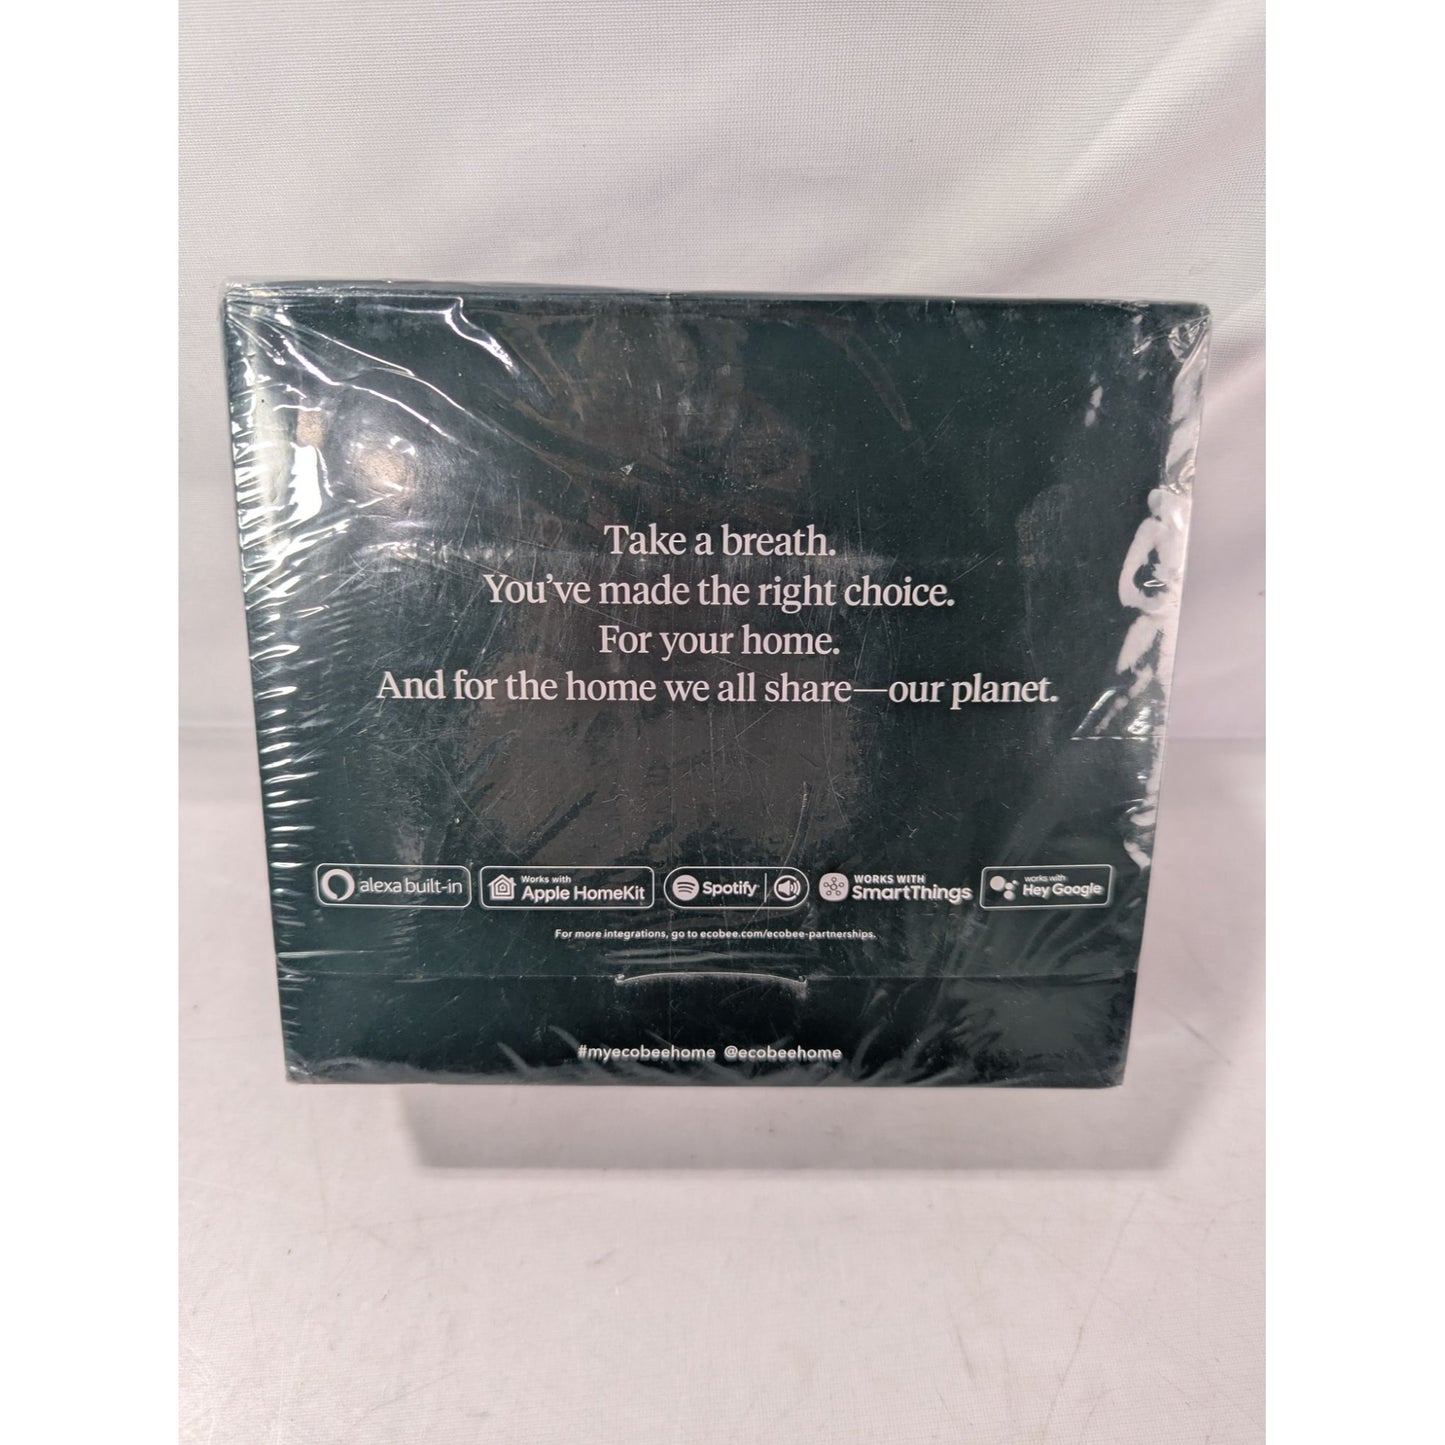 Take a breath.
You've made the right choice.
For your home.
And for the home we all share—our planet.
alexa built-in
Works with
Apple HomeKit
Spotify
WORKS WITH
SmartThings
works with
Hey Google
For more integrations, go to ecobee.com/ecobee-partnerships.
#myecobeehome @ecobeehome